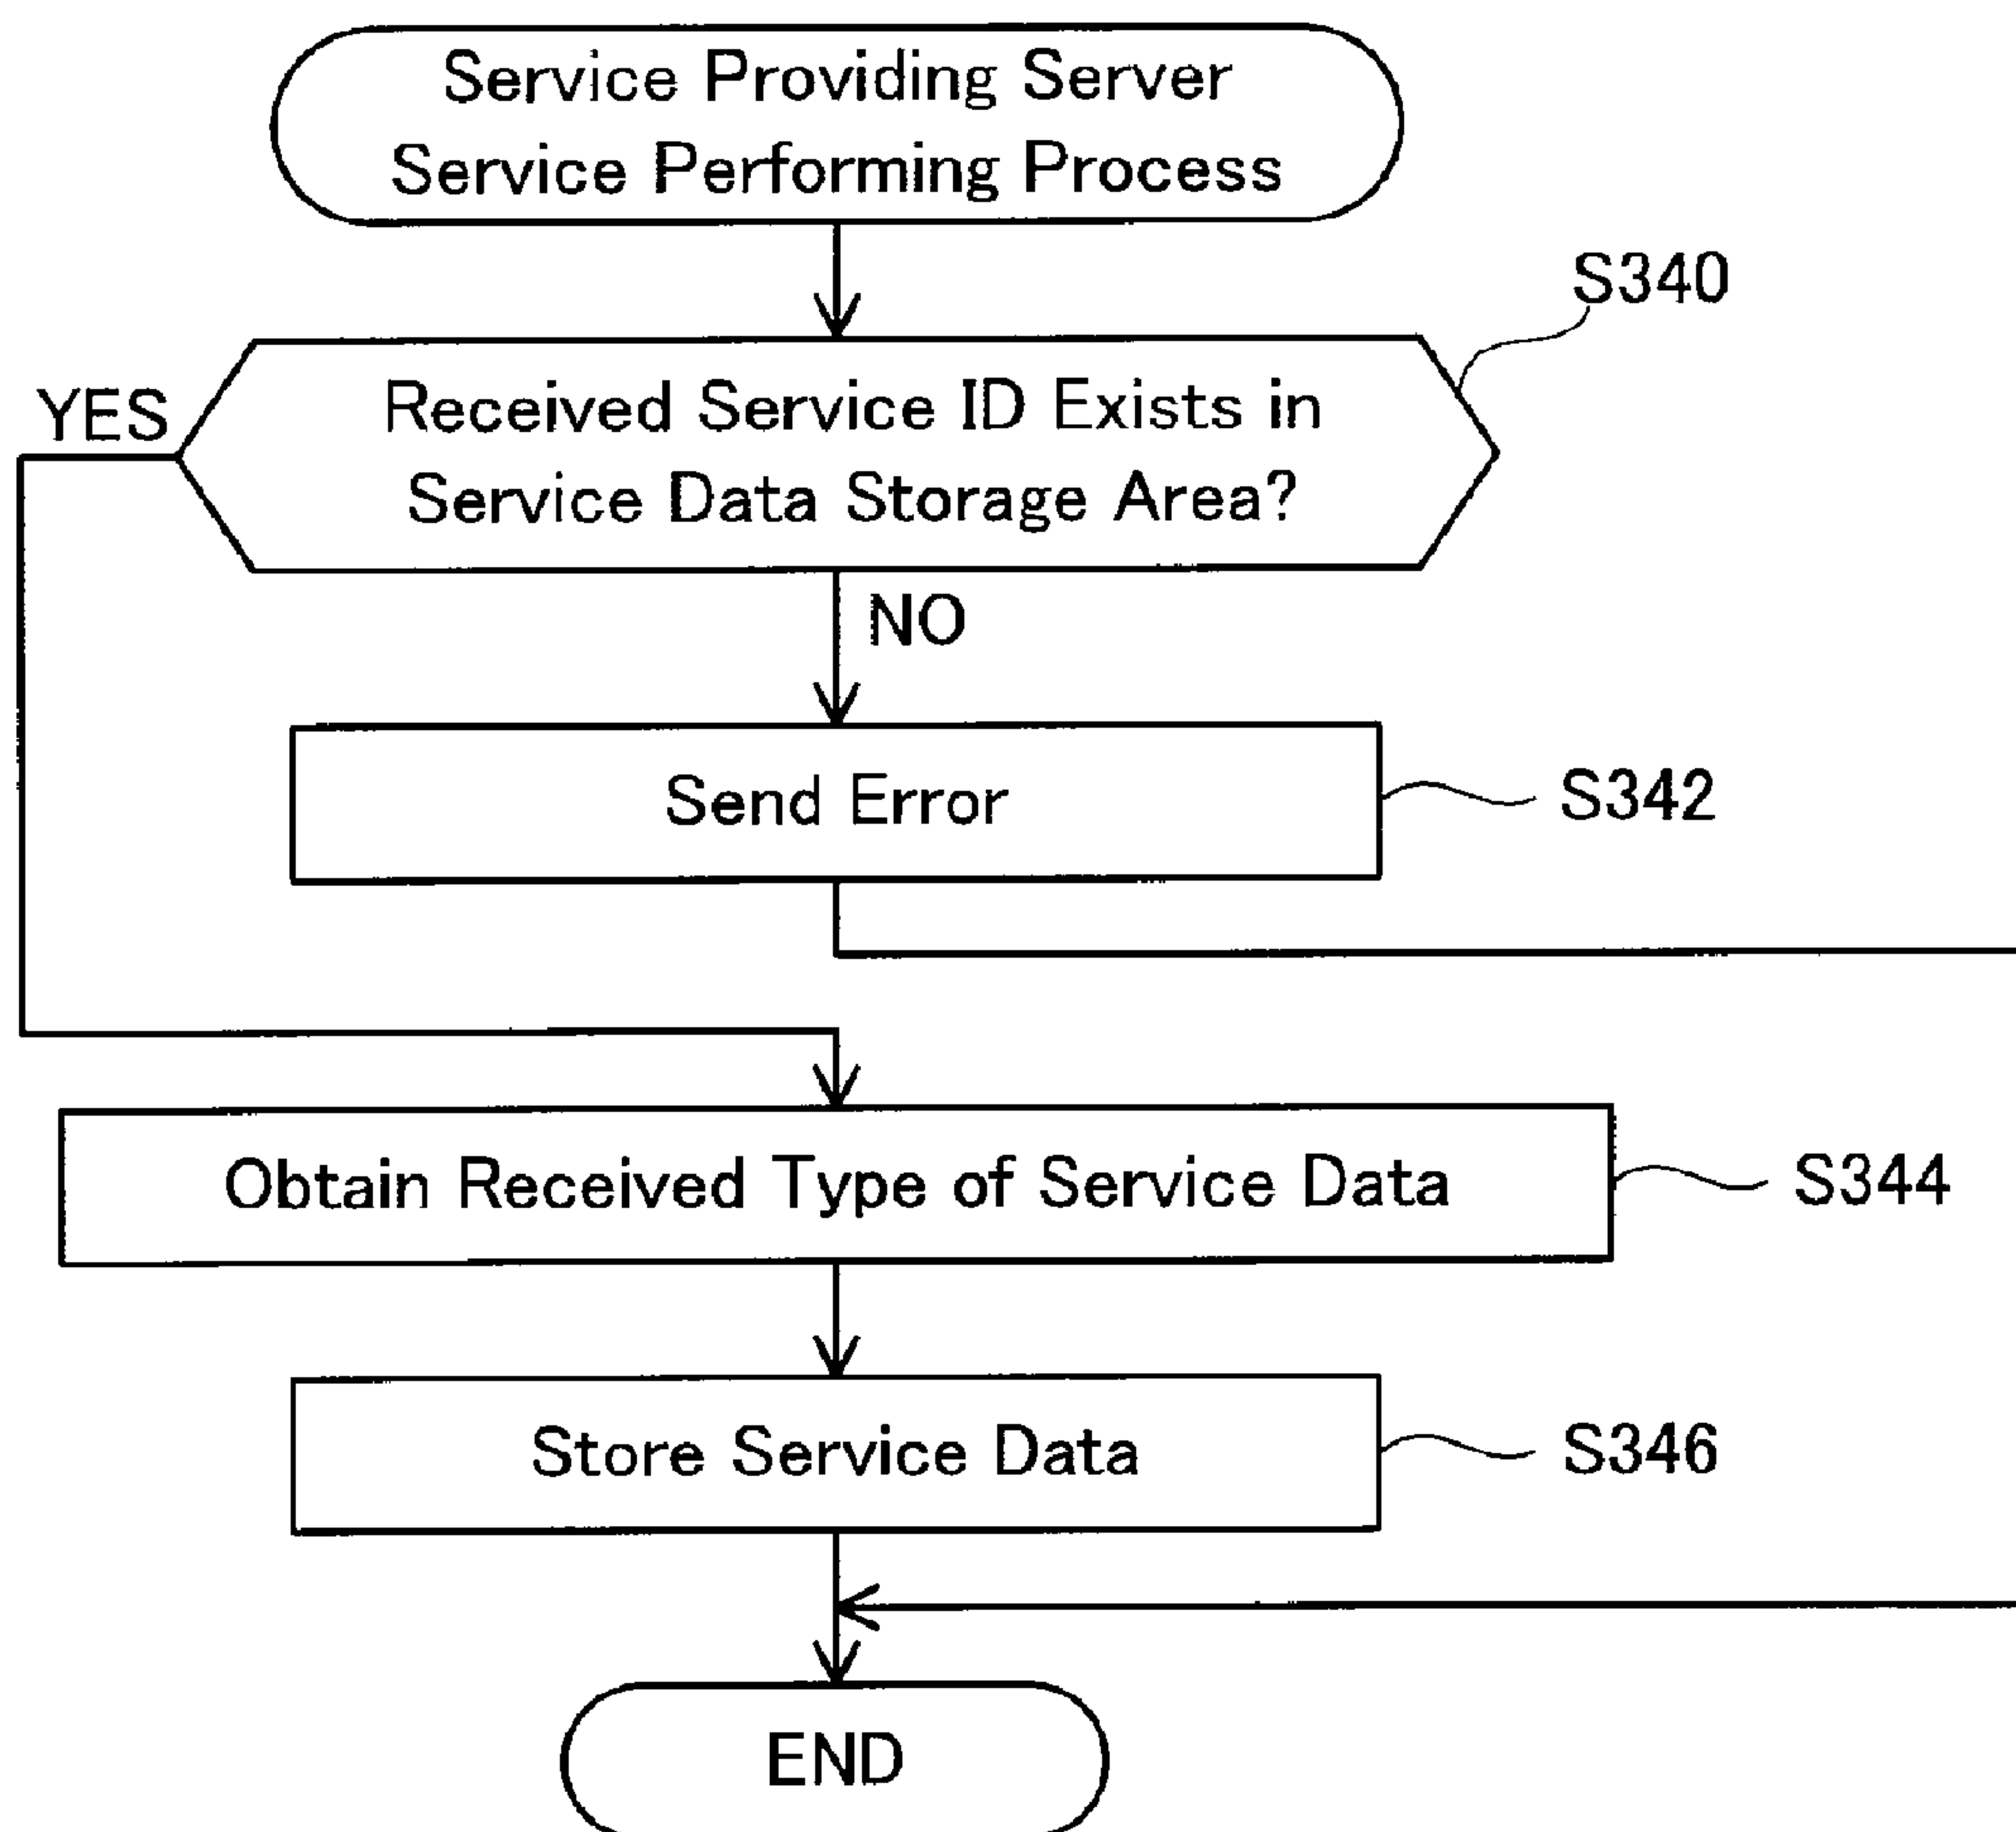 Service Providing Server
Service Performing Process
S340
YES
Received Service ID Exists in
Service Data Storage Area?
NO
Send Error
S342
Obtain Received Type of Service Data
S344
Store Service Data
S346
END